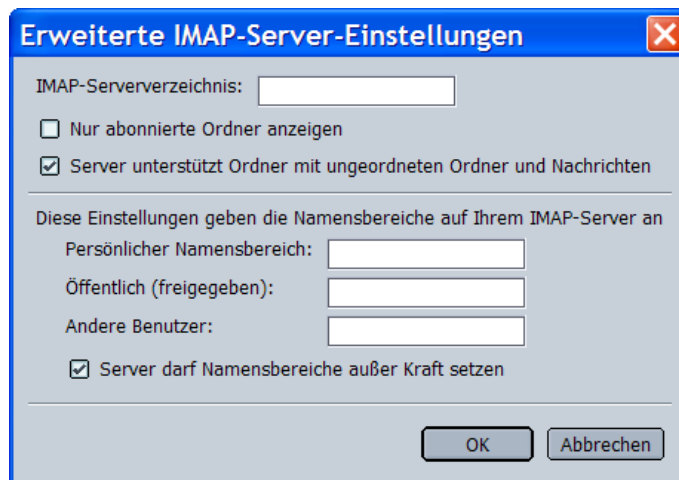 Erweiterte IMAP-Server-Einstellungen
IMAP-Serververzeichnis:
Nur abonnierte Ordner anzeigen
Server unterstützt Ordner mit ungeordneten Ordner und Nachrichten
Diese Einstellungen geben die Namensbereiche auf Ihrem IMAP-Server an
Persönlicher Namensbereich:
Öffentlich (freigegeben):
Andere Benutzer:
Server darf Namensbereiche außer Kraft setzen
OK Abbrechen